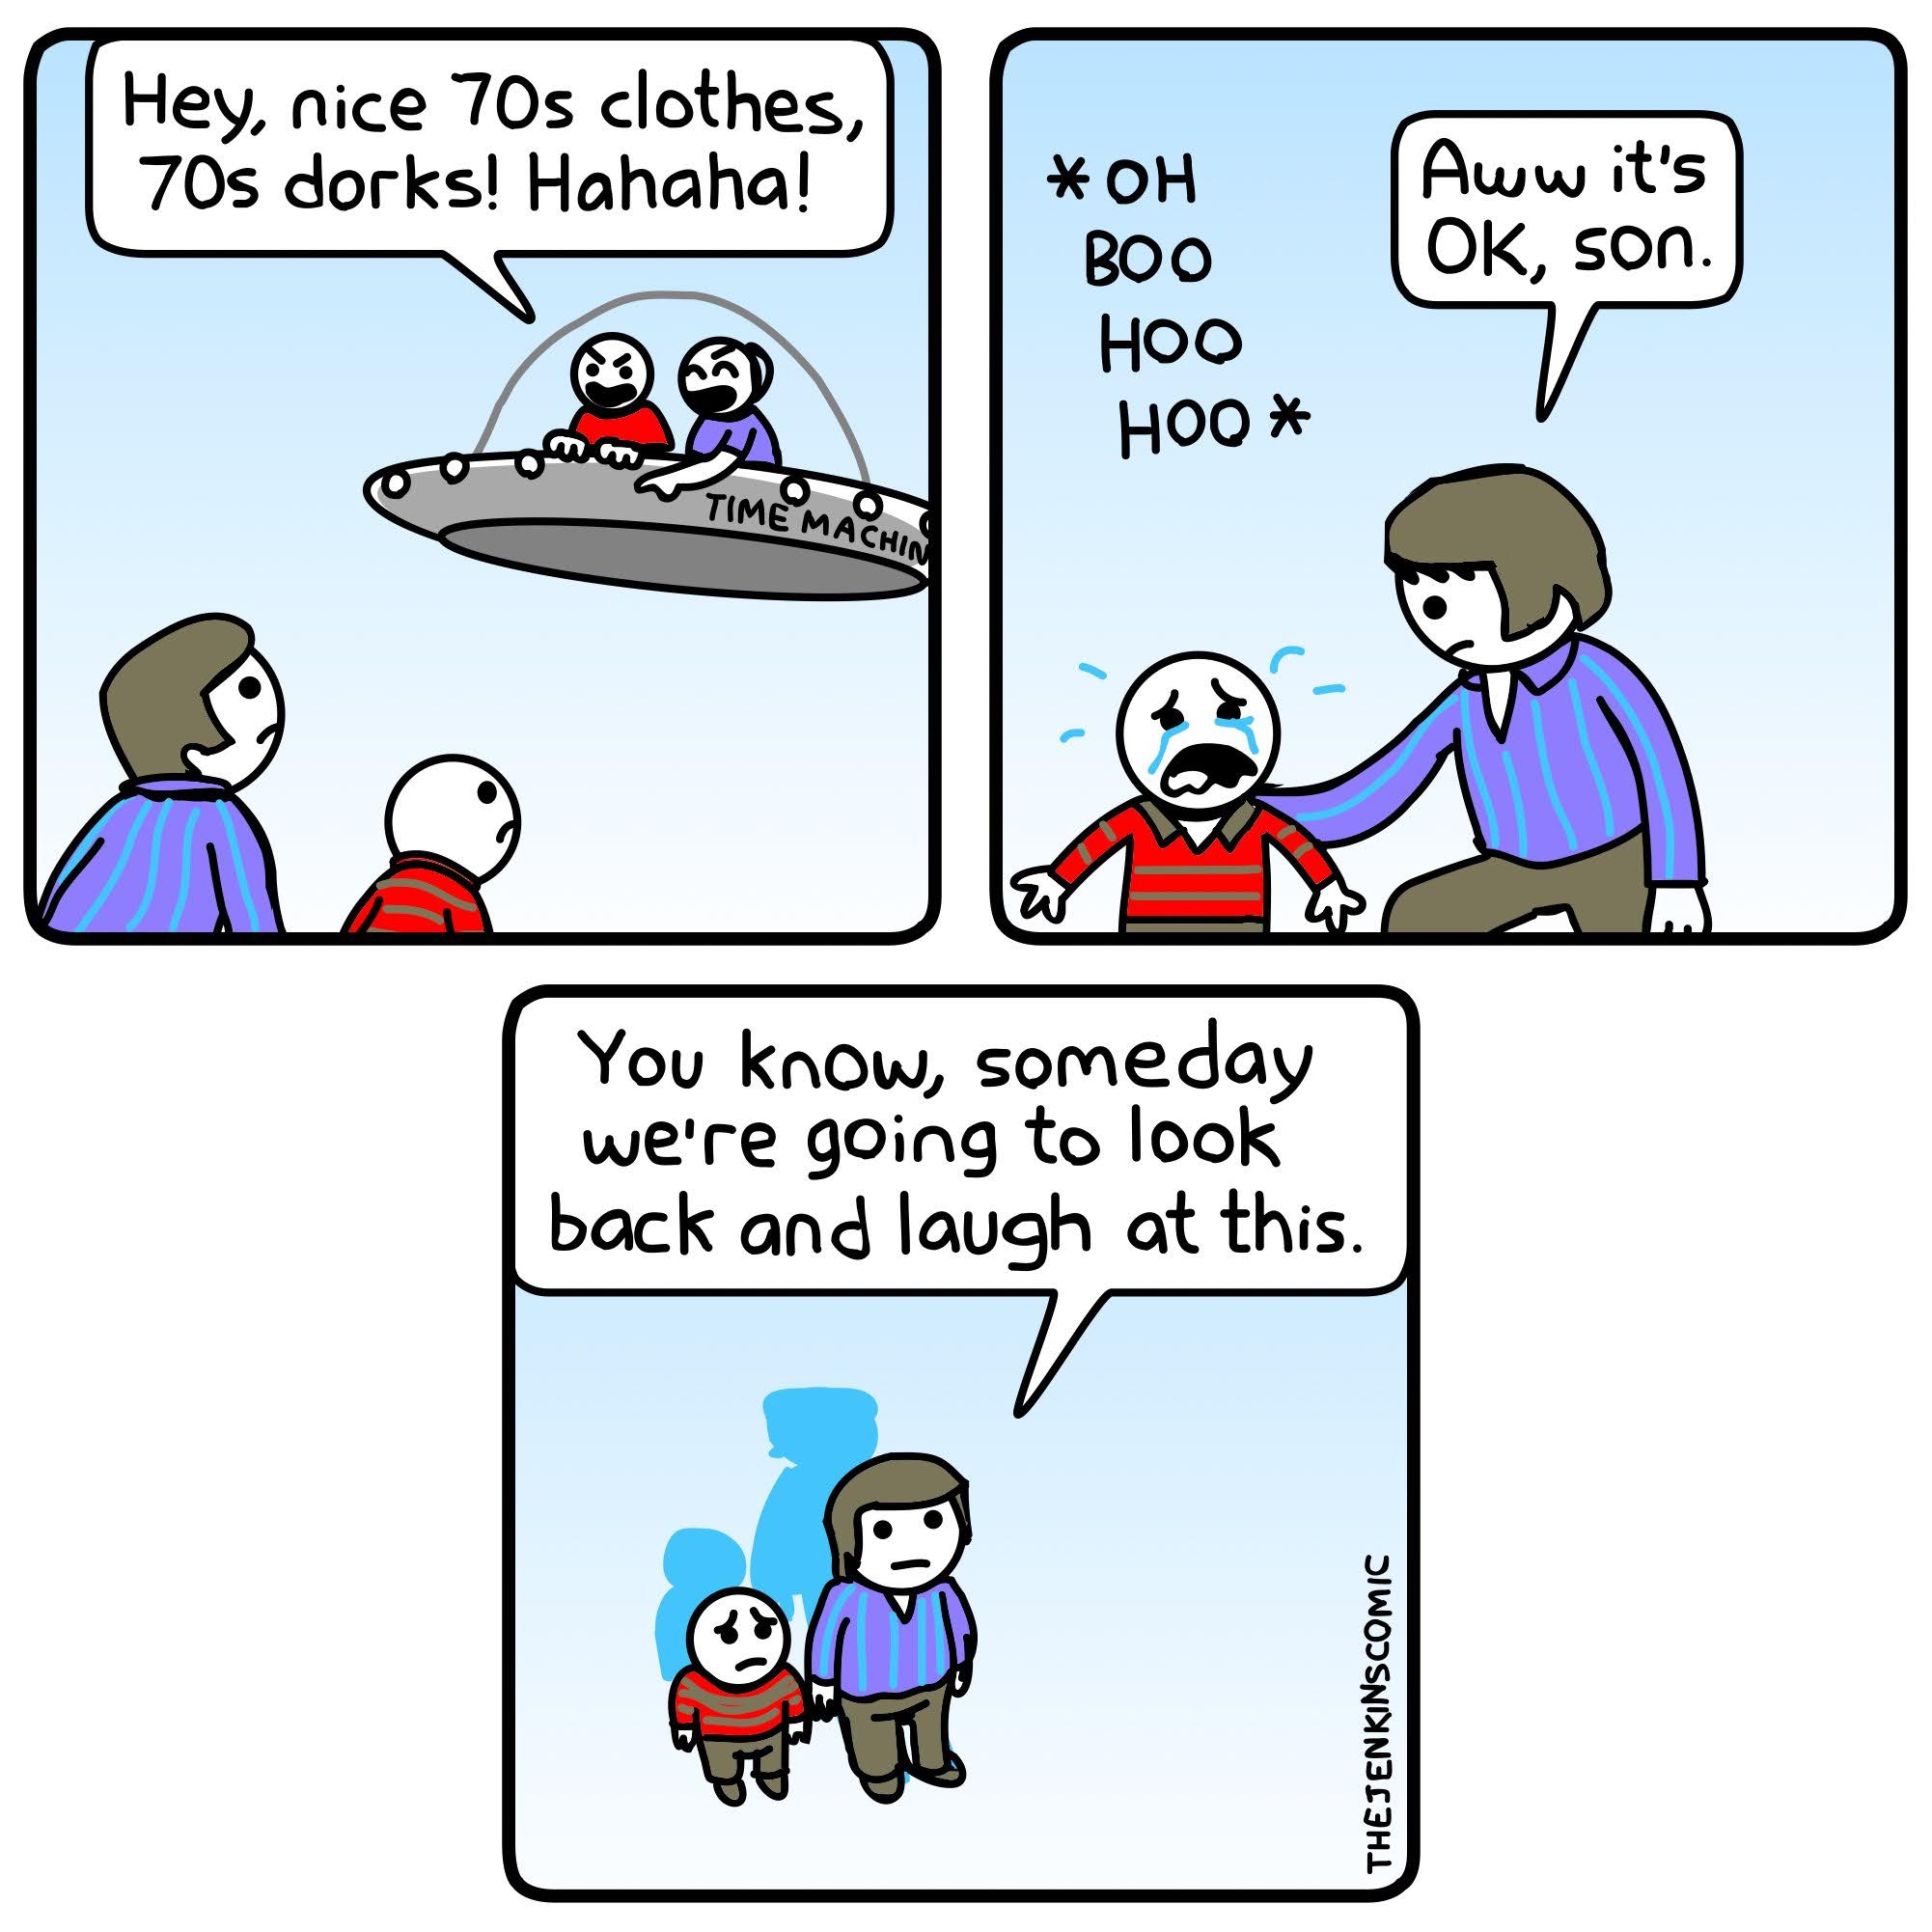 Hey, nice 70s clothes,
70s dorks! Hahaha!
TIME MACHIN
*OH
BOO
HOO
HOO*
Aww it's
OK, son.
You know, someday
we're going to look
back and laugh at this.
THEJENKINSCOMIC